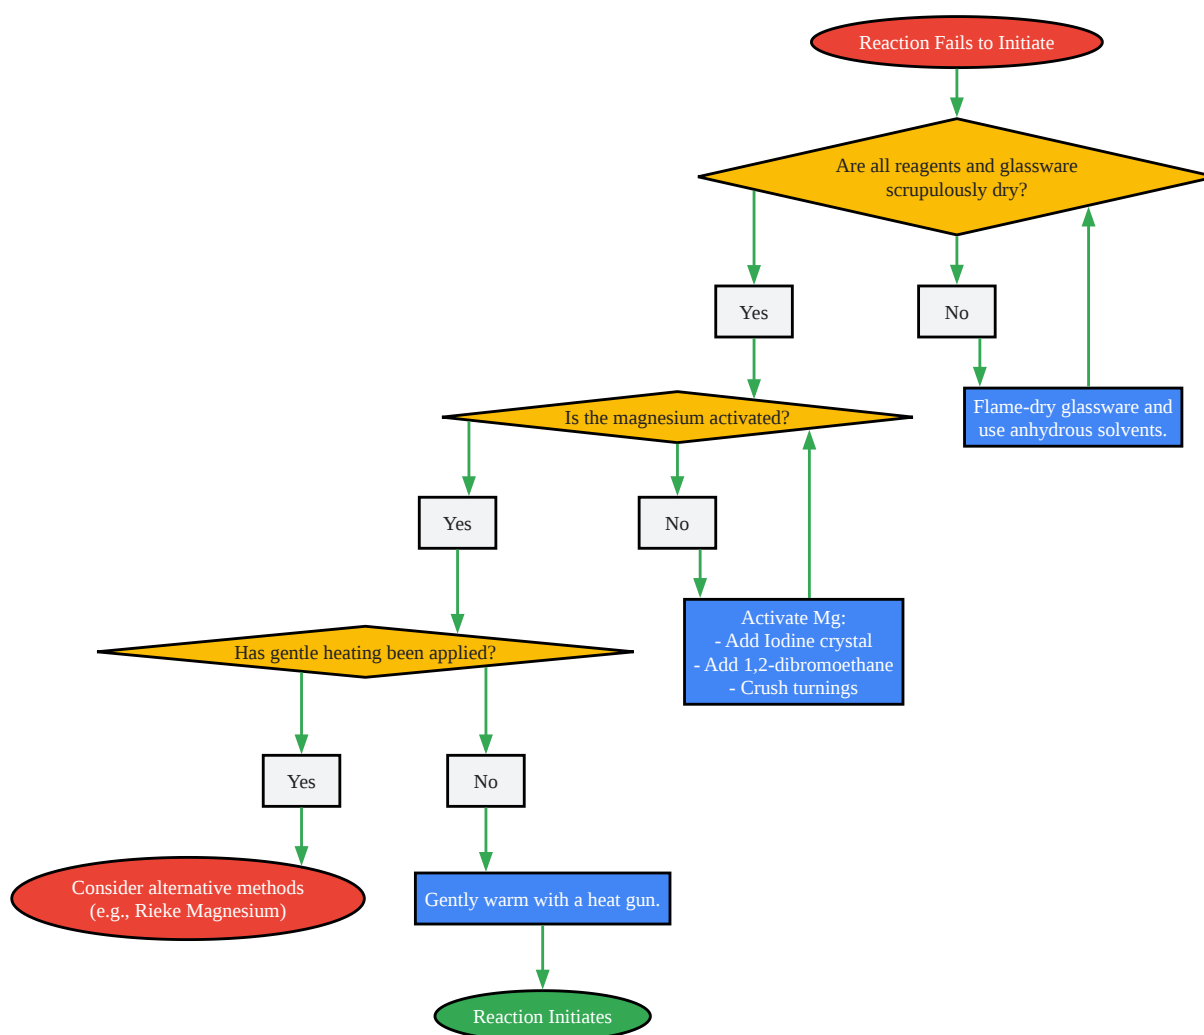 Reaction Fails to Initiate
Are all reagents and glassware
scrupulously dry?
Yes
No
Flame-dry glassware and
use anhydrous solvents.
Is the magnesium activated?
Yes
No
Activate Mg:
- Add Iodine crystal
- Add 1,2-dibromoethane
- Crush turnings
Has gentle heating been applied?
Yes
No
Consider alternative methods
(e.g., Rieke Magnesium)
Gently warm with a heat gun.
Reaction Initiates